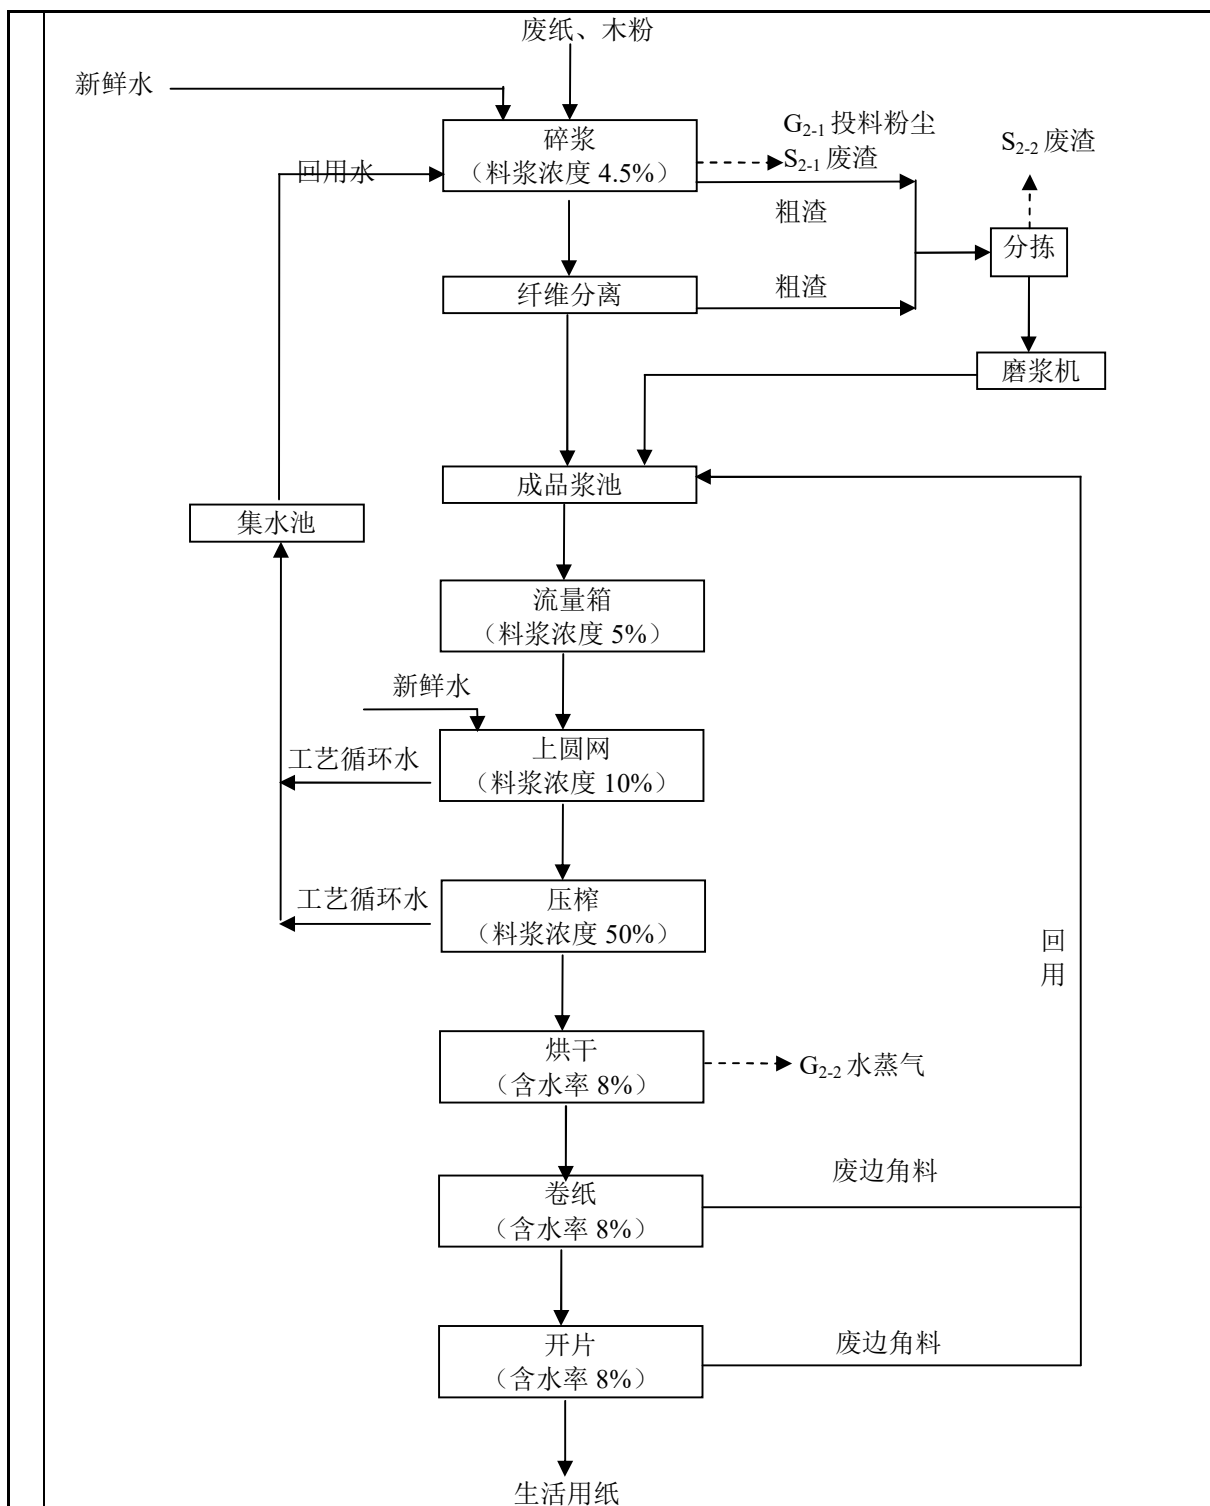 废纸、木粉
新鲜水
碎浆
（料浆浓度 4.5%）
G2-1 投料粉尘
S2-1 废渣
S2-2 废渣
回用水
粗渣
分拣
纤维分离
粗渣
磨浆机
成品浆池
集水池
流量箱
（料浆浓度 5%）
新鲜水
上圆网
（料浆浓度 10%）
工艺循环水
压榨
（料浆浓度 50%）
工艺循环水
回
用
烘干
（含水率 8%）
G2-2 水蒸气
卷纸
（含水率 8%）
废边角料
开片
（含水率 8%）
废边角料
生活用纸